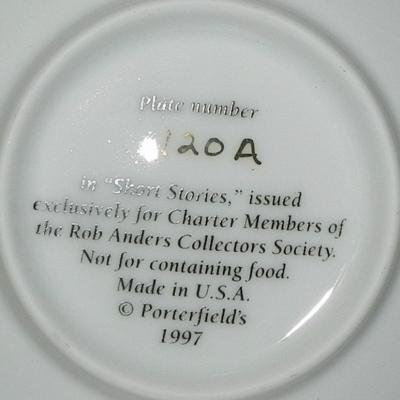 Plate number
120A
in "Short Stories," issued
exclusively for Charter Members of
the Rob Anders Collectors Society.
Not for containing food.
Made in U.S.A.
© Porterfield's
1997